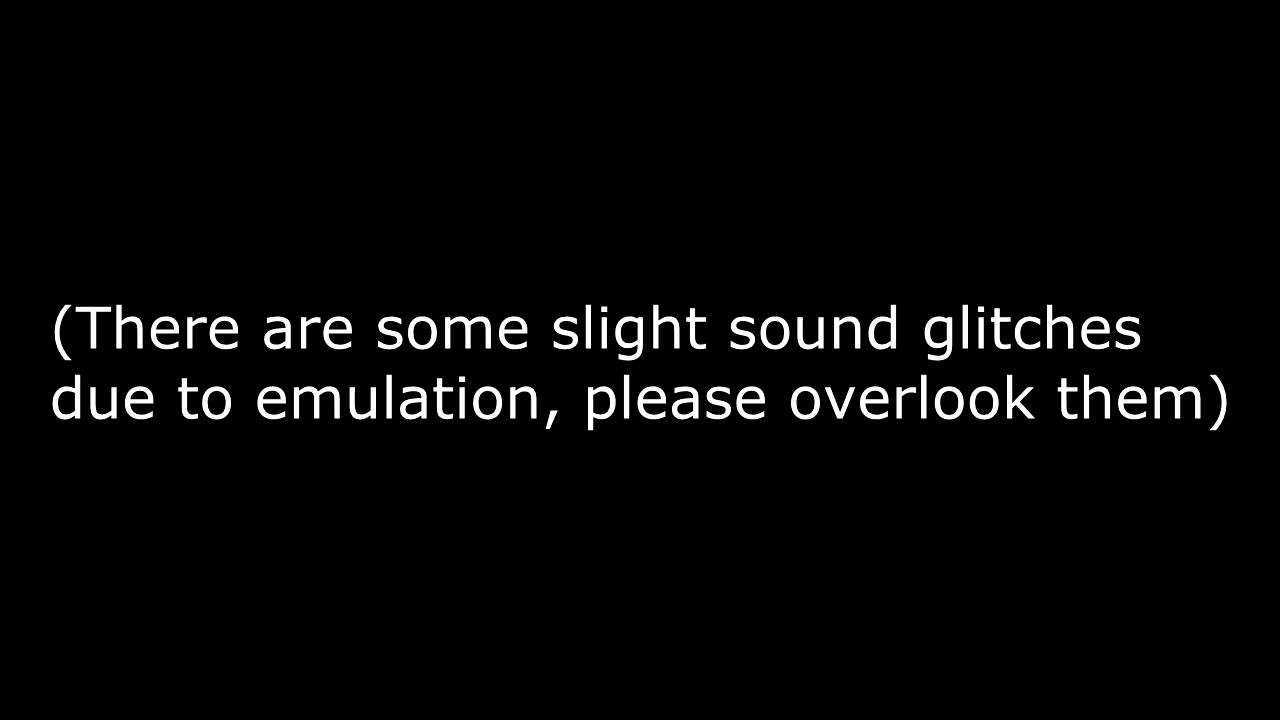 (There are some slight sound glitches
due to emulation, please overlook them)